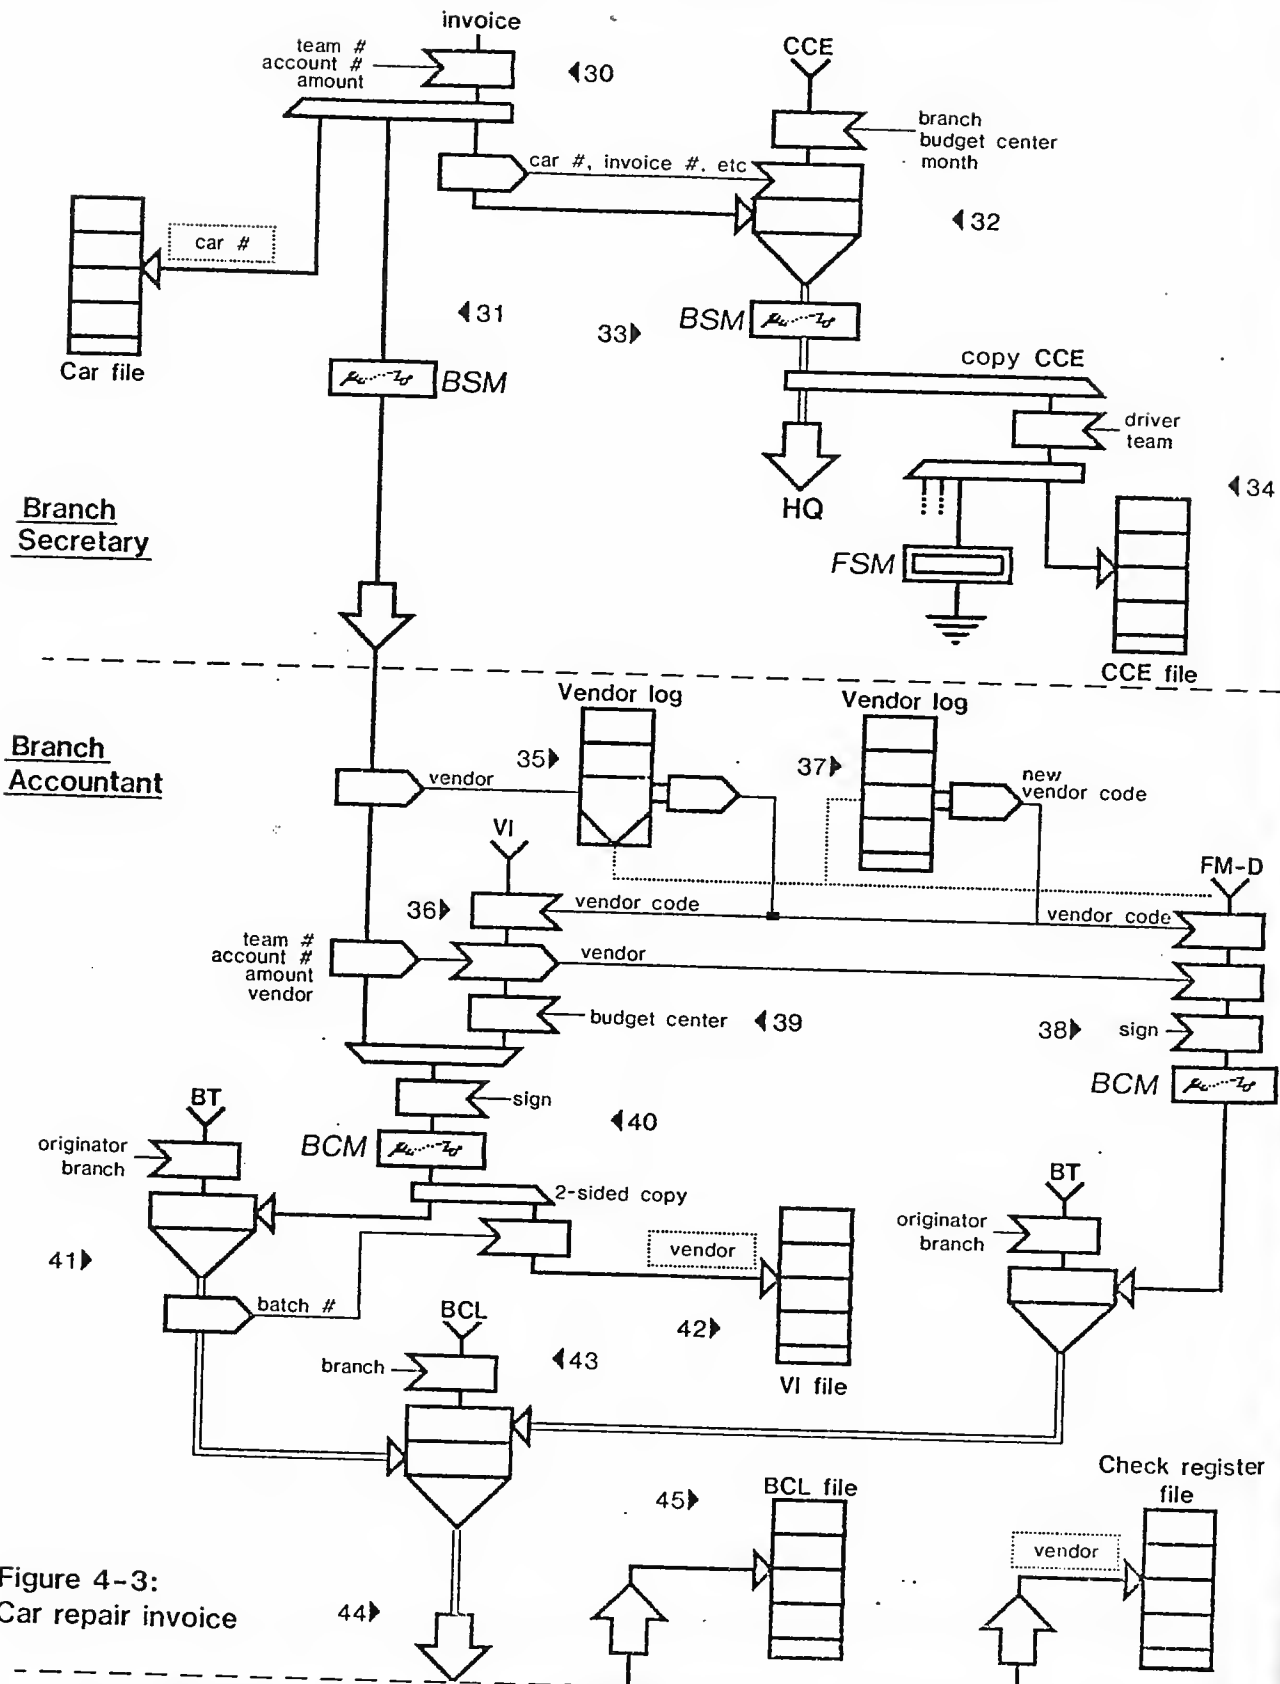 invoice
team #
account #
amount
30
CCE
branch
budget center
month
car #, invoice #. etc
32
car #
31
33
BSM
Car file
BSM
copy CCE
driver
team
HQ
34
FSM
Branch
Secretary
CCE file
Vendor log
Vendor log
Branch
Accountant
35
vendor
37
new
vendor code
VI
FM-D
36
vendor code
vendor code
team #
account #
amount
vendor
vendor
budget center
39
38
sign
BCM
BT
sign
40
originator
branch
BCM
2-sided copy
BT
originator
branch
vendor
41
batch #
BCL
42
branch
43
VI file
45
BCL file
Check register
file
vendor
Figure 4-3:
Car repair invoice
44